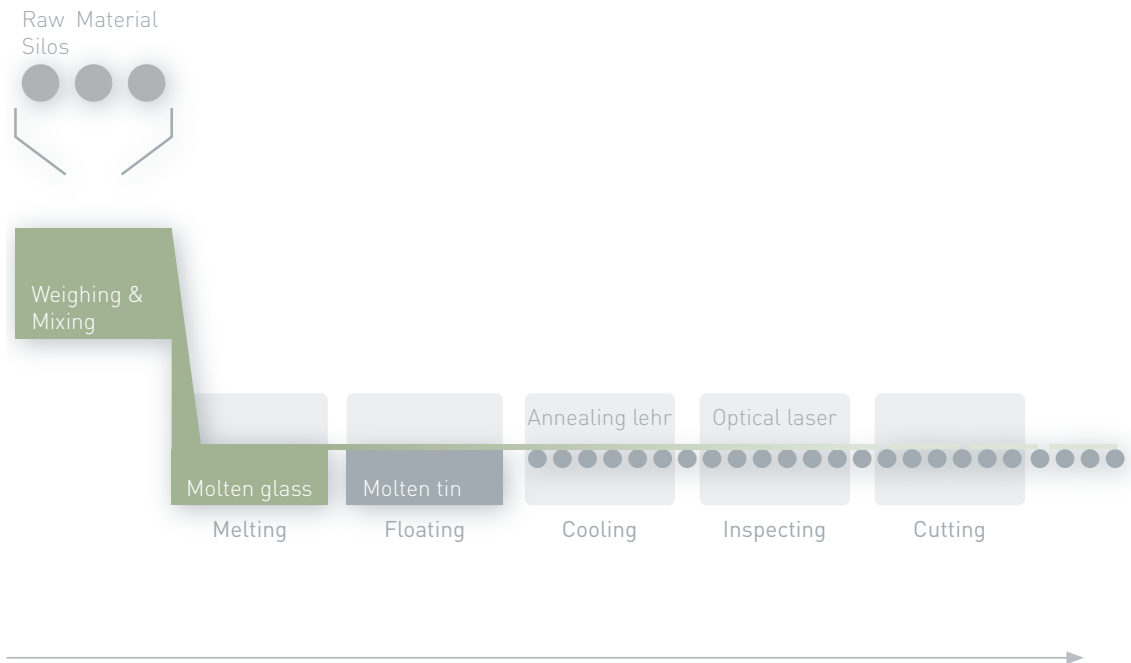 Raw Material
Silos
Weighing &
Mixing
Annealing lehr
Optical laser
Molten glass
Molten tin
Melting
Floating
Cooling
Inspecting
Cutting